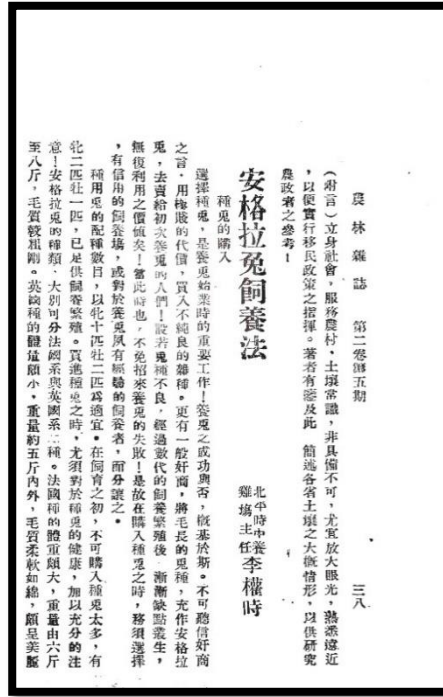 農林雜誌　第二卷第五期　三八
(附言)立身社會，服務農村，土壤常識，非具備不可，尤宜放大眼光，熟悉遠近
，以便實行移民政策之指揮。著者有鑒及此　簡述各省土壤之大概情形，以供研究
農政者之參考！
安格拉兔飼養法
北平時中養
雞場主任李權時
種兔的購入
選擇種兔，是養兔始業時的重要工作！養兔之成功與否，概基於斯。不可聽信奸商
之言，用極賤的代價，買入不純良的雜種。更有一般奸商，將毛長的兔種，充作安格拉
兔，去賣給初次養兔的人們！設若兔種不良，經過數代的飼養繁殖後　漸漸缺點叢生，
無復利用之價值矣！當此時也，不免招來養兔的失敗！是故在購入種兔之時，務須選擇
，有信用的飼養場，或對於養兔夙有經驗的飼養者，而分讓之。
種用兔的配種數目，以牝十匹牡二匹爲適宜。在飼育之初，不可購入種兔太多，有
牝二匹牡一匹，已足供飼養繁殖。買進種兔之時，尤須對於種兔的健康，加以充分的注
意！安格拉兔的種類，大別可分法國系與英國系二種。法國種的體重頗大，重量由六斤
至八斤，毛質較粗剛。英國種的體量頗小，重量約五斤內外，毛質柔軟如綿，頗呈美麗